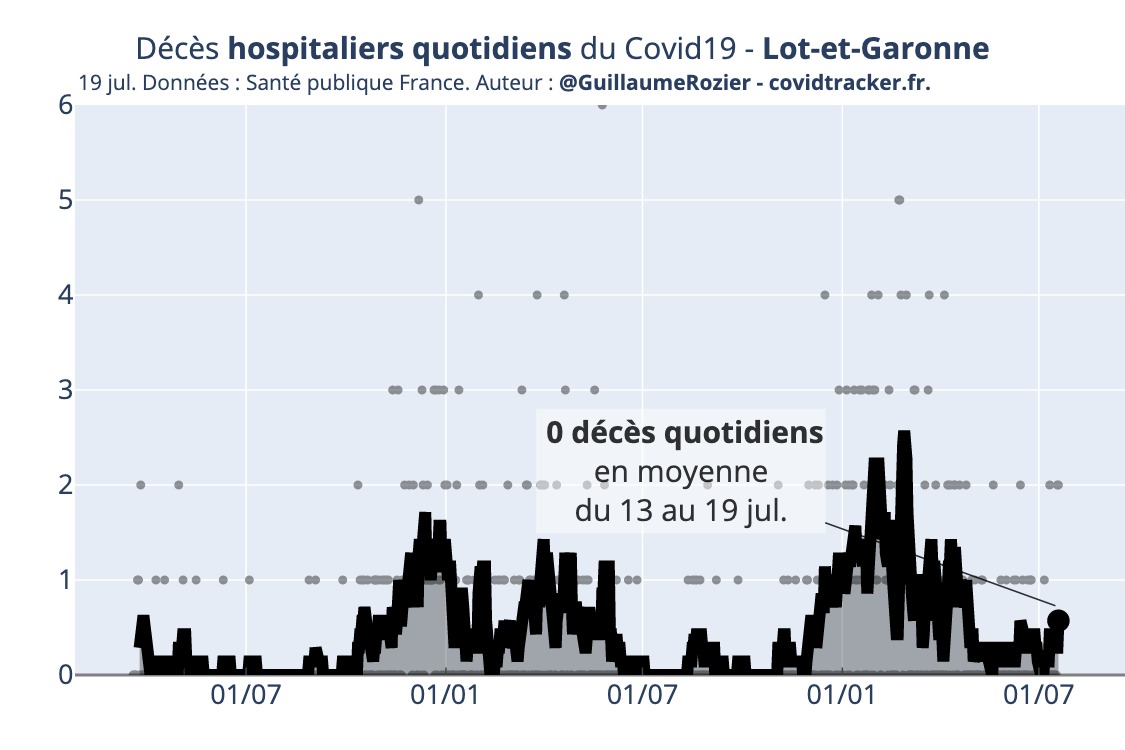 Décès hospitaliers quotidiens du Covid19 - Lot-et-Garonne
19 jul. Données : Santé publique France. Auteur : @GuillaumeRozier - covidtracker.fr.
6
5
4
3
2
1
0
0 décès quotidiens
en moyenne
du 13 au 19 jul.
01/07 01/01 01/07 01/01 01/07